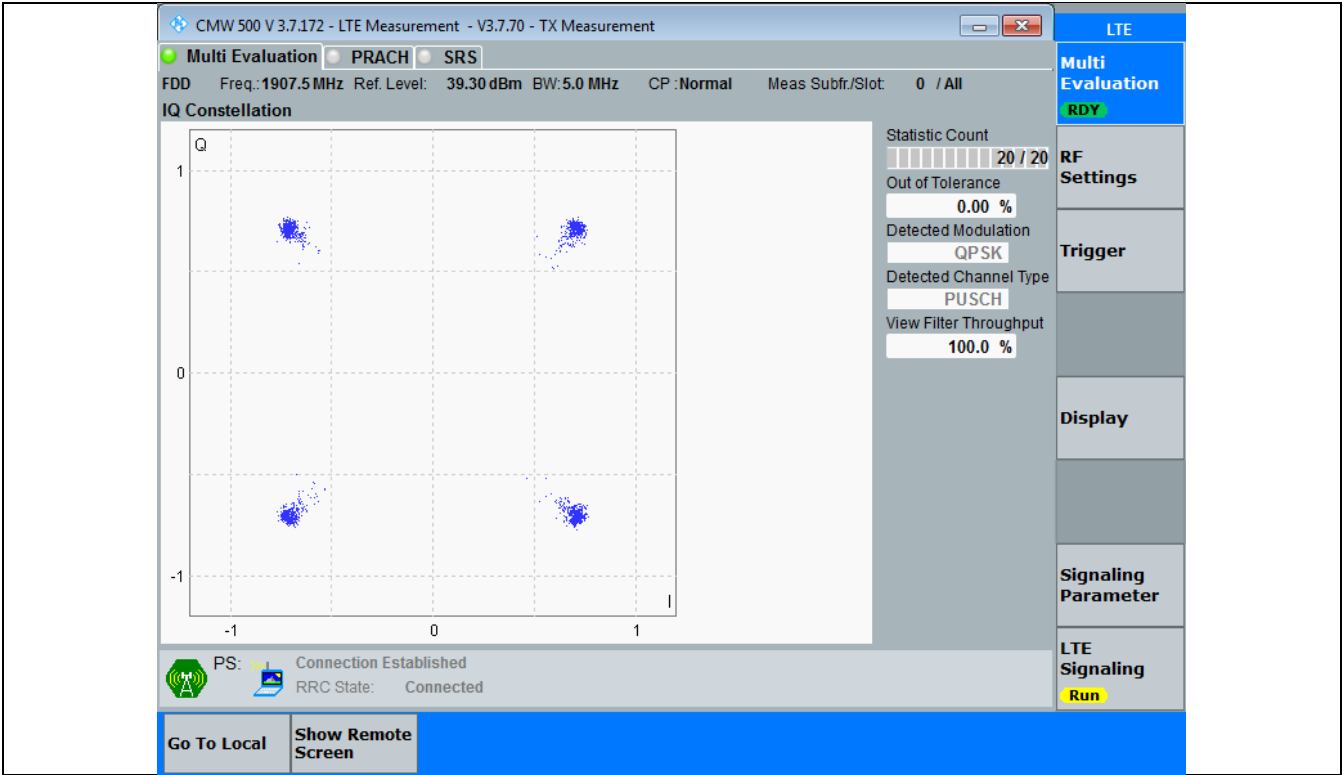 CMW 500 V 3.7.172 - LTE Measurement  - V3.7.70 - TX Measurement
LTE
Multi Evaluation PRACH SRS
FDD Freq.:1907.5 MHz Ref. Level: 39.30 dBm BW:5.0 MHz CP :Normal Meas Subfr./Slot: 0 / All
IQ Constellation
Q
1
0
-1
I
-1 0 1
Statistic Count
20 / 20
Out of Tolerance
0.00 %
Detected Modulation
QPSK
Detected Channel Type
PUSCH
View Filter Throughput
100.0 %
Multi
Evaluation
RDY
RF
Settings
Trigger
Display
Signaling
Parameter
LTE
Signaling
Run
PS: Connection Established
RRC State: Connected
Go To Local
Show Remote
Screen